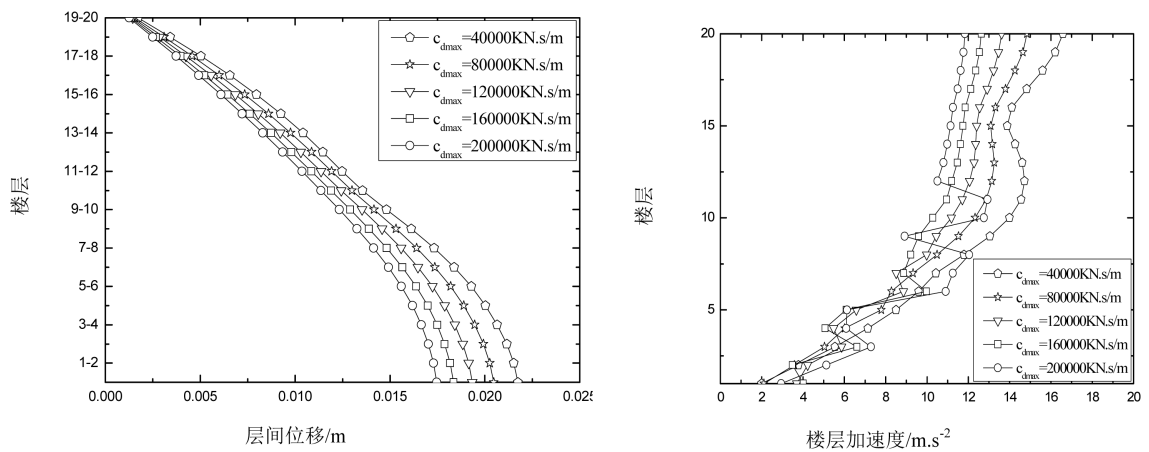 19-20
17-18
15-16
13-14
11-12
9-10
7-8
5-6
3-4
1-2
楼层
0.000 0.005 0.010 0.015 0.020 0.025
层间位移/m
c_dmax=40000KN.s/m
c_dmax=80000KN.s/m
c_dmax=120000KN.s/m
c_dmax=160000KN.s/m
c_dmax=200000KN.s/m
20
15
10
5
楼层
0 2 4 6 8 10 12 14 16 18 20
楼层加速度/m.s⁻²
c_dmax=40000KN.s/m
c_dmax=80000KN.s/m
c_dmax=120000KN.s/m
c_dmax=160000KN.s/m
c_dmax=200000KN.s/m